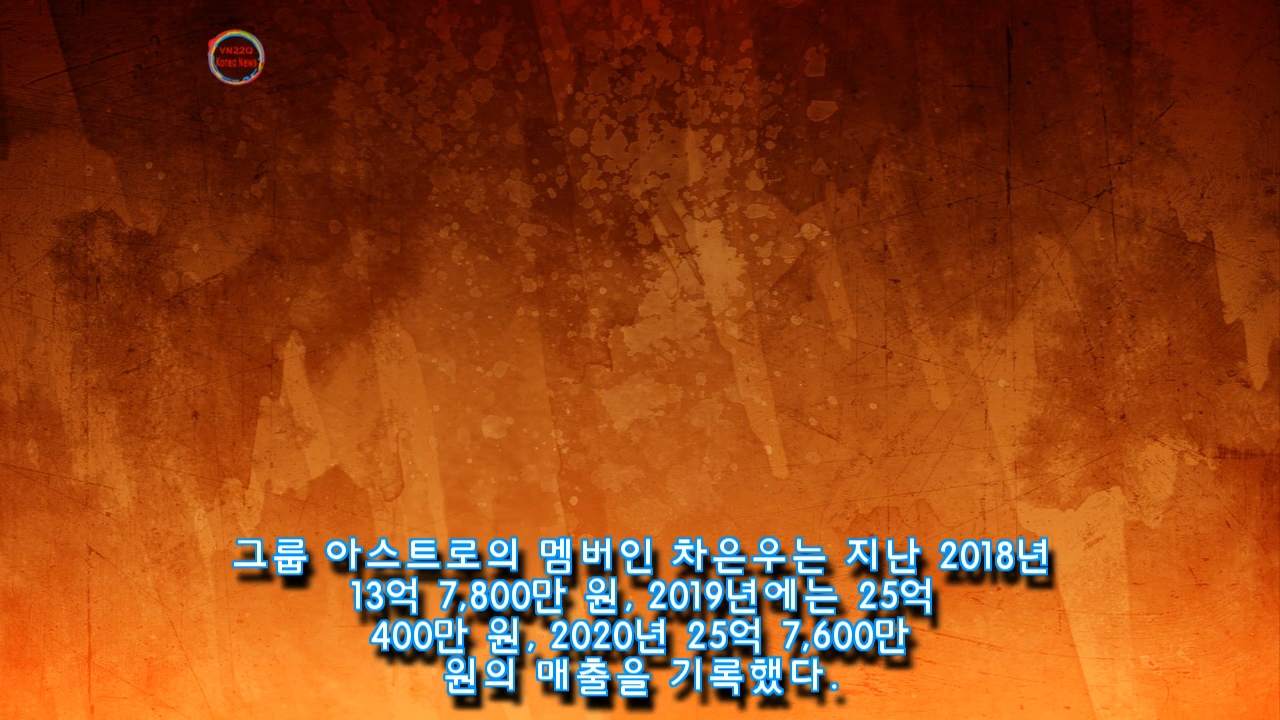 VN22Q
Korea News
그룹 아스트로의 멤버인 차은우는 지난 2018년
13억 7,800만 원, 2019년에는 25억
400만 원, 2020년 25억 7,600만
원의 매출을 기록했다.